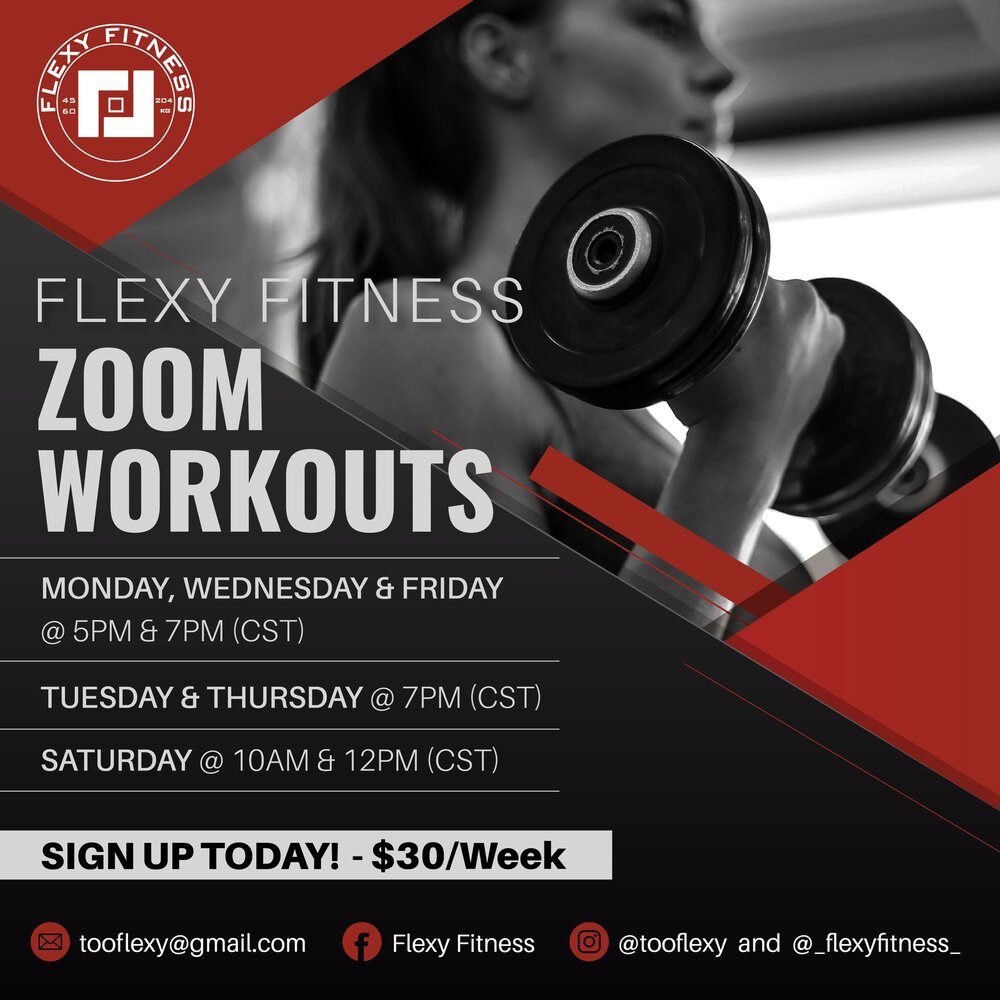 FLEXY FITNESS
45 204
60 KG
FLEXY FITNESS
ZOOM
WORKOUTS
MONDAY, WEDNESDAY & FRIDAY
@ 5PM & 7PM (CST)
TUESDAY & THURSDAY @ 7PM (CST)
SATURDAY @ 10AM & 12PM (CST)
SIGN UP TODAY! - $30/Week
tooflexy@gmail.com Flexy Fitness @tooflexy and @_flexyfitness_